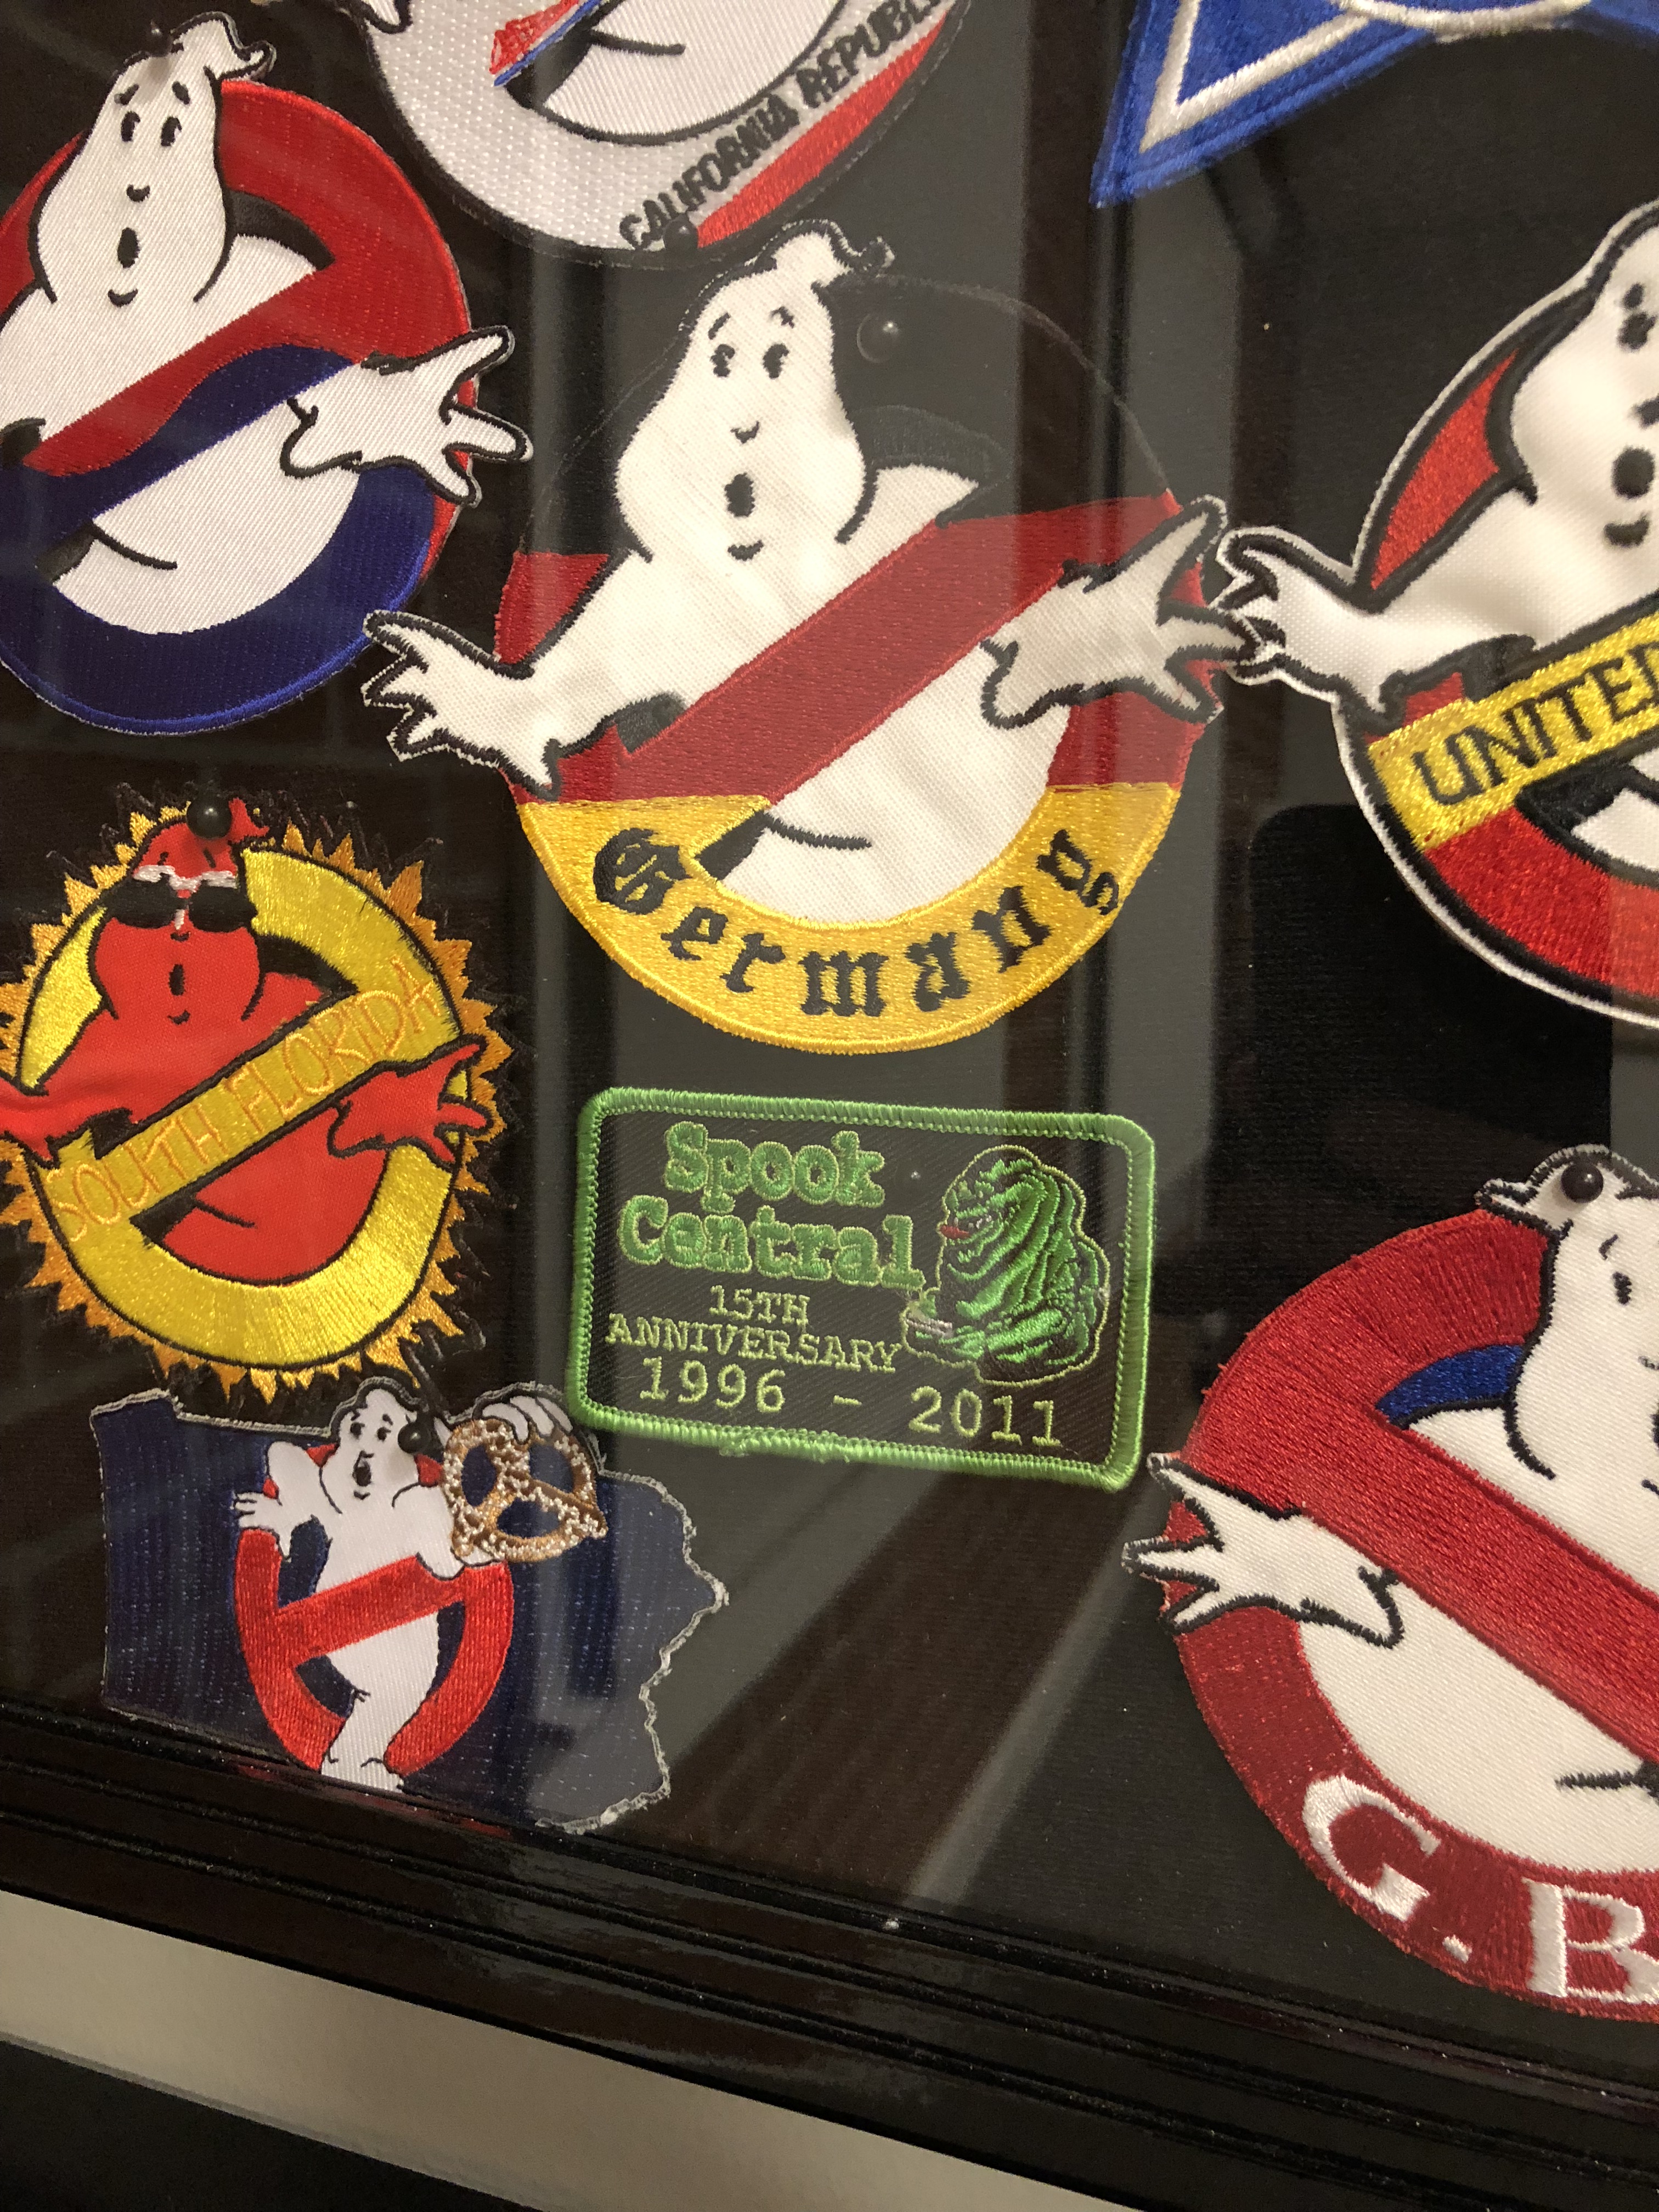 CALIFORNIA REPUBLIC
Germany
UNITED
SOUTH FLORIDA
Spook
Central
15TH
ANNIVERSARY
1996 - 2011
G.B